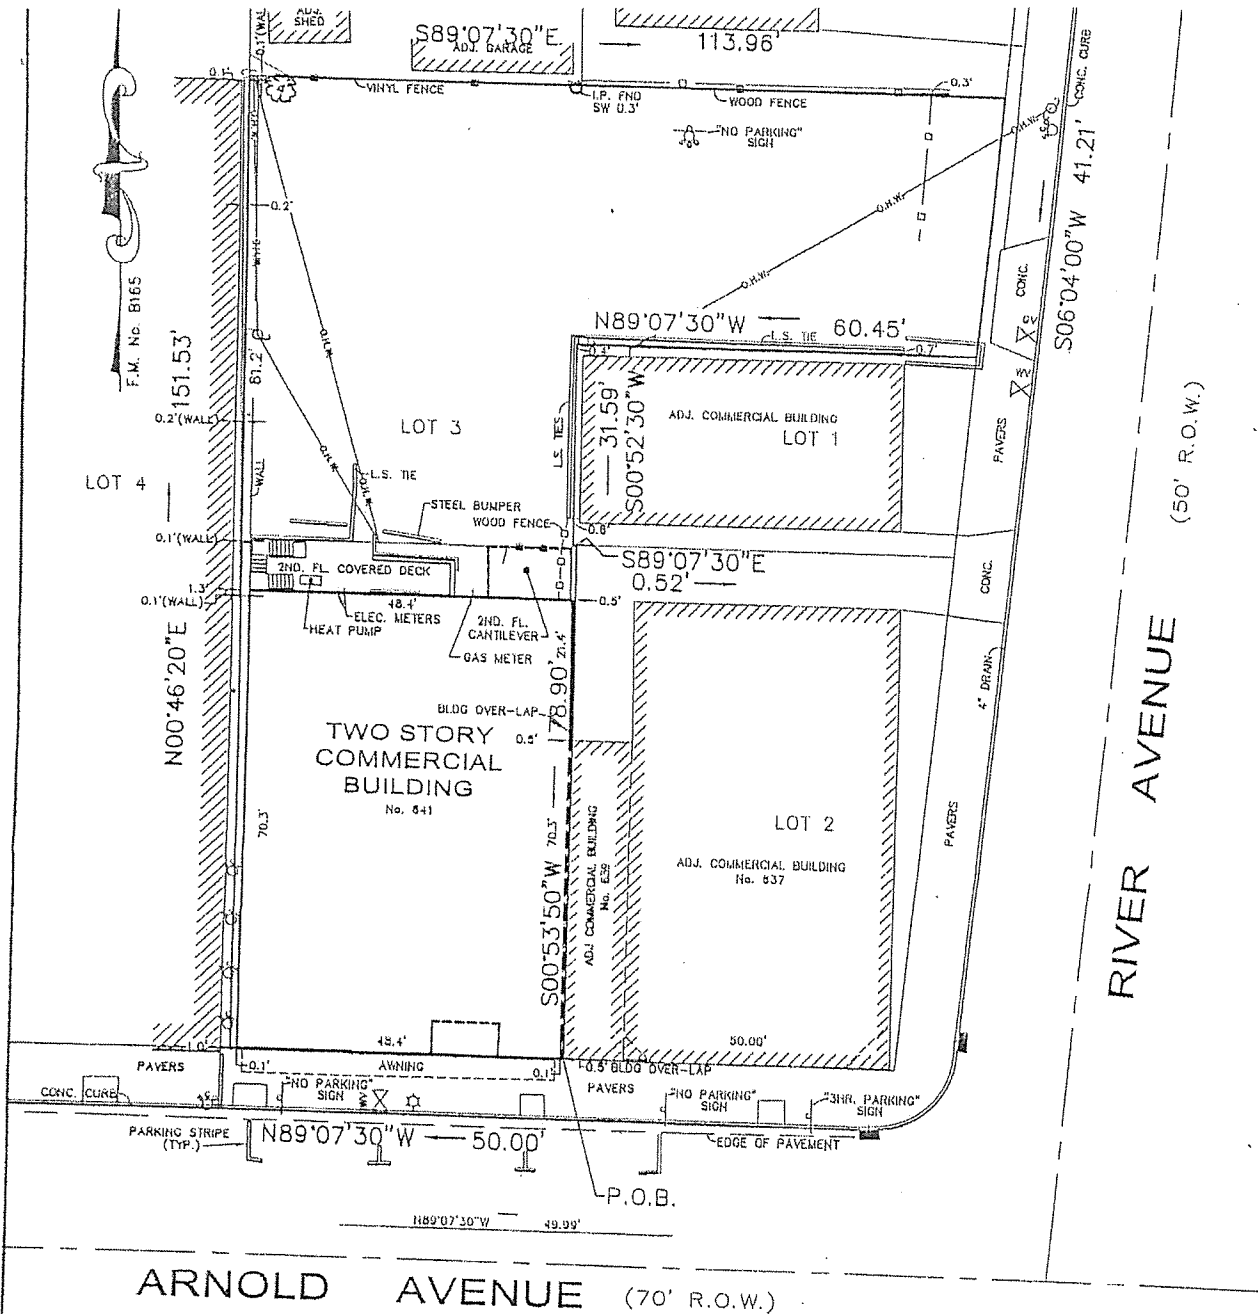 ADJ.
SHED
0.1'(WALL)
S89°07'30"E
113.96'
ADJ. GARAGE
CONC. CURB
0.1'
VINYL FENCE
I.P. FND
SW 0.3'
WOOD FENCE
0.3'
"NO PARKING"
SIGN
O.H.W.
O.H.W.
O.H.W.
S06°04'00"W 41.21'
0.2'
F.M. No. B165
151.53'
81.2'
O.H.W.
N89°07'30"W
60.45'
L.S. TIE
0.7'
CONC.
0.2'(WALL)
LOT 3
LOT 4
WALL
O.H.W.
O.H.W.
L.S. TIE
L.S. TIES
31.59'
S00°52'30"W
ADJ. COMMERCIAL BUILDING
LOT 1
PAVERS
(50' R.O.W.)
STEEL BUMPER
WOOD FENCE
0.6'
0.1'(WALL)
2ND. FL. COVERED DECK
S89°07'30"E
0.52'
CONC.
1.3'
0.1'(WALL)
48.4'
ELEC. METERS
HEAT PUMP
2ND. FL.
CANTILEVER
GAS METER
0.5'
21.4'
N00°46'20"E
178.90'
BLDG OVER-LAP
0.5'
4" DRAIN
TWO STORY
COMMERCIAL
BUILDING
No. 641
70.3'
70.3'
S00°53'50"W
ADJ COMMERCIAL BUILDING
No. 639
LOT 2
ADJ. COMMERCIAL BUILDING
No. 637
PAVERS
RIVER AVENUE
1.0'
48.4'
50.00'
PAVERS
0.1'
AWNING
0.1'
0.5' BLDG OVER-LAP
PAVERS
CONC. CURB
"NO PARKING"
SIGN
WV
"NO PARKING"
SIGN
"3HR. PARKING"
SIGN
PARKING STRIPE
(TYP.)
N89°07'30"W
50.00'
EDGE OF PAVEMENT
P.O.B.
N89°07'30"W 49.99'
ARNOLD AVENUE (70' R.O.W.)